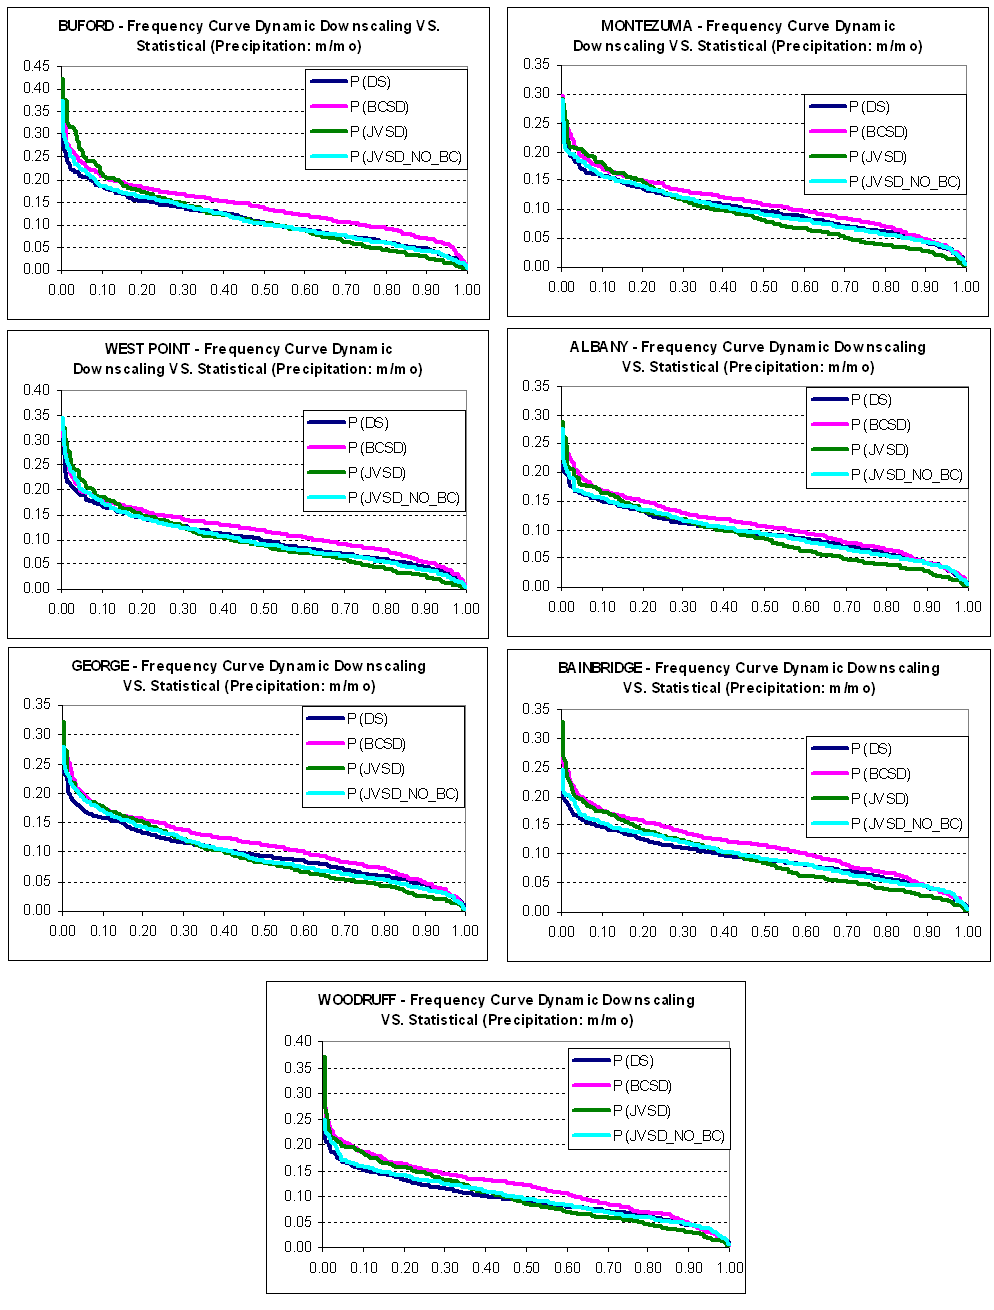 BUFORD - Frequency Curve Dynamic Downscaling VS.
Statistical (Precipitation: m/mo)
0.45
0.40
0.35
0.30
0.25
0.20
0.15
0.10
0.05
0.00
P (DS)
P (BCSD)
P (JVSD)
P (JVSD_NO_BC)
0.00 0.10 0.20 0.30 0.40 0.50 0.60 0.70 0.80 0.90 1.00
MONTEZUMA - Frequency Curve Dynamic
Downscaling VS. Statistical (Precipitation: m/mo)
0.35
0.30
0.25
0.20
0.15
0.10
0.05
0.00
P (DS)
P (BCSD)
P (JVSD)
P (JVSD_NO_BC)
0.00 0.10 0.20 0.30 0.40 0.50 0.60 0.70 0.80 0.90 1.00
WEST POINT - Frequency Curve Dynamic
Downscaling VS. Statistical (Precipitation: m/mo)
0.40
0.35
0.30
0.25
0.20
0.15
0.10
0.05
0.00
P (DS)
P (BCSD)
P (JVSD)
P (JVSD_NO_BC)
0.00 0.10 0.20 0.30 0.40 0.50 0.60 0.70 0.80 0.90 1.00
ALBANY - Frequency Curve Dynamic Downscaling
VS. Statistical (Precipitation: m/mo)
0.35
0.30
0.25
0.20
0.15
0.10
0.05
0.00
P (DS)
P (BCSD)
P (JVSD)
P (JVSD_NO_BC)
0.00 0.10 0.20 0.30 0.40 0.50 0.60 0.70 0.80 0.90 1.00
GEORGE - Frequency Curve Dynamic Downscaling
VS. Statistical (Precipitation: m/mo)
0.35
0.30
0.25
0.20
0.15
0.10
0.05
0.00
P (DS)
P (BCSD)
P (JVSD)
P (JVSD_NO_BC)
0.00 0.10 0.20 0.30 0.40 0.50 0.60 0.70 0.80 0.90 1.00
BAINBRIDGE - Frequency Curve Dynamic Downscaling
VS. Statistical (Precipitation: m/mo)
0.35
0.30
0.25
0.20
0.15
0.10
0.05
0.00
P (DS)
P (BCSD)
P (JVSD)
P (JVSD_NO_BC)
0.00 0.10 0.20 0.30 0.40 0.50 0.60 0.70 0.80 0.90 1.00
WOODRUFF - Frequency Curve Dynamic Downscaling
VS. Statistical (Precipitation: m/mo)
0.40
0.35
0.30
0.25
0.20
0.15
0.10
0.05
0.00
P (DS)
P (BCSD)
P (JVSD)
P (JVSD_NO_BC)
0.00 0.10 0.20 0.30 0.40 0.50 0.60 0.70 0.80 0.90 1.00